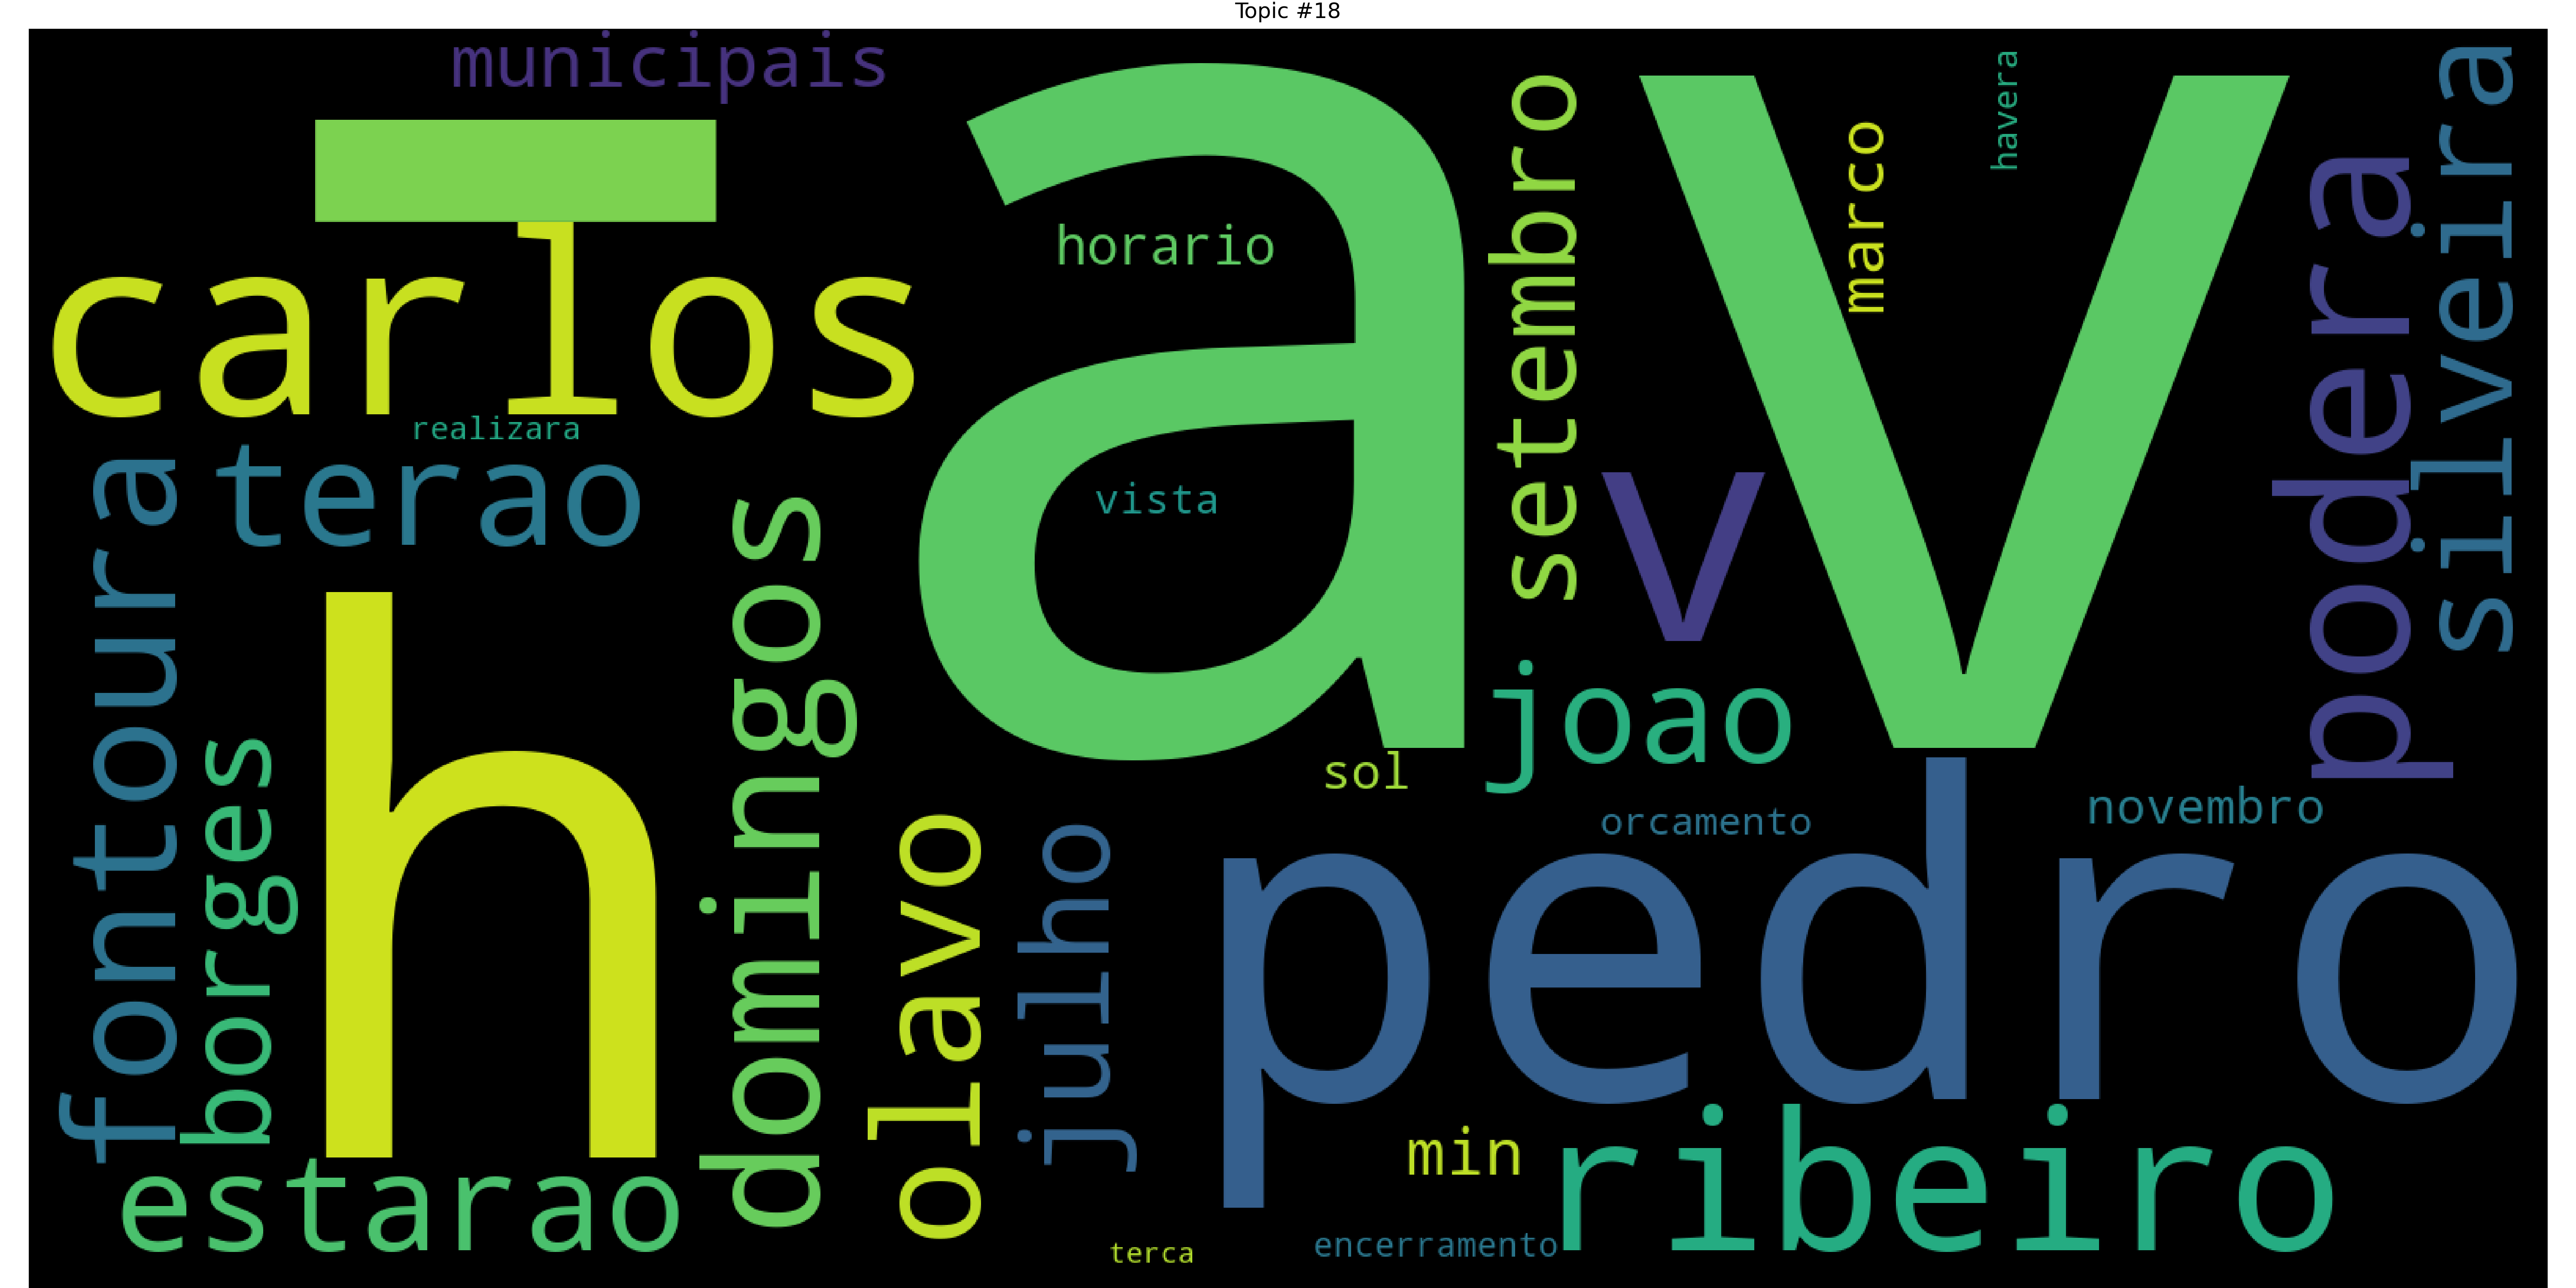 Topic #18
municipais
av
carlos
horario
setembro
marco
havera
podera
silveira
realizara
terao
vista
v
fontoura
h
domingos
joao
sol
borges
olavo
julho
orcamento
novembro
pedro
estarao
min
ribeiro
terca
encerramento